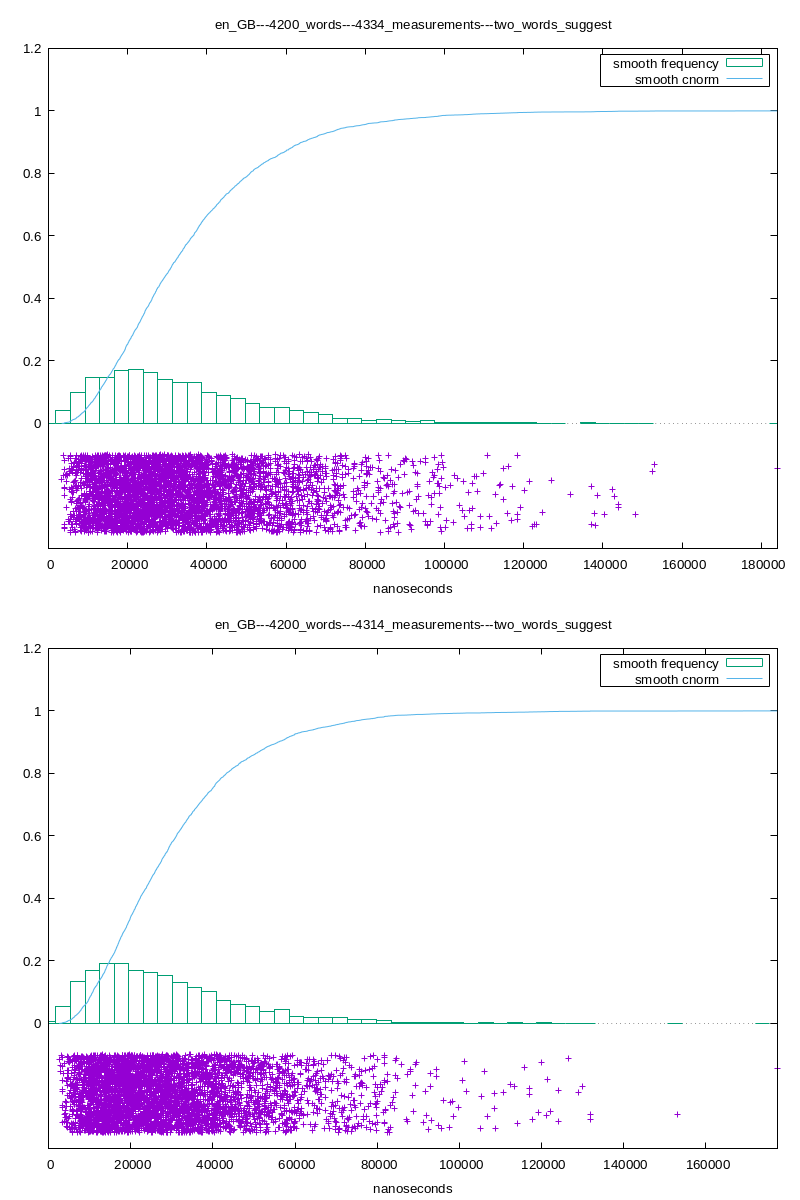 en_GB---4200_words---4334_measurements---two_words_suggest
1.2
smooth frequency
smooth cnorm
1
0.8
0.6
0.4
0.2
0
0 20000 40000 60000 80000 100000 120000 140000 160000 180000
nanoseconds
en_GB---4200_words---4314_measurements---two_words_suggest
1.2
smooth frequency
smooth cnorm
1
0.8
0.6
0.4
0.2
0
0 20000 40000 60000 80000 100000 120000 140000 160000
nanoseconds